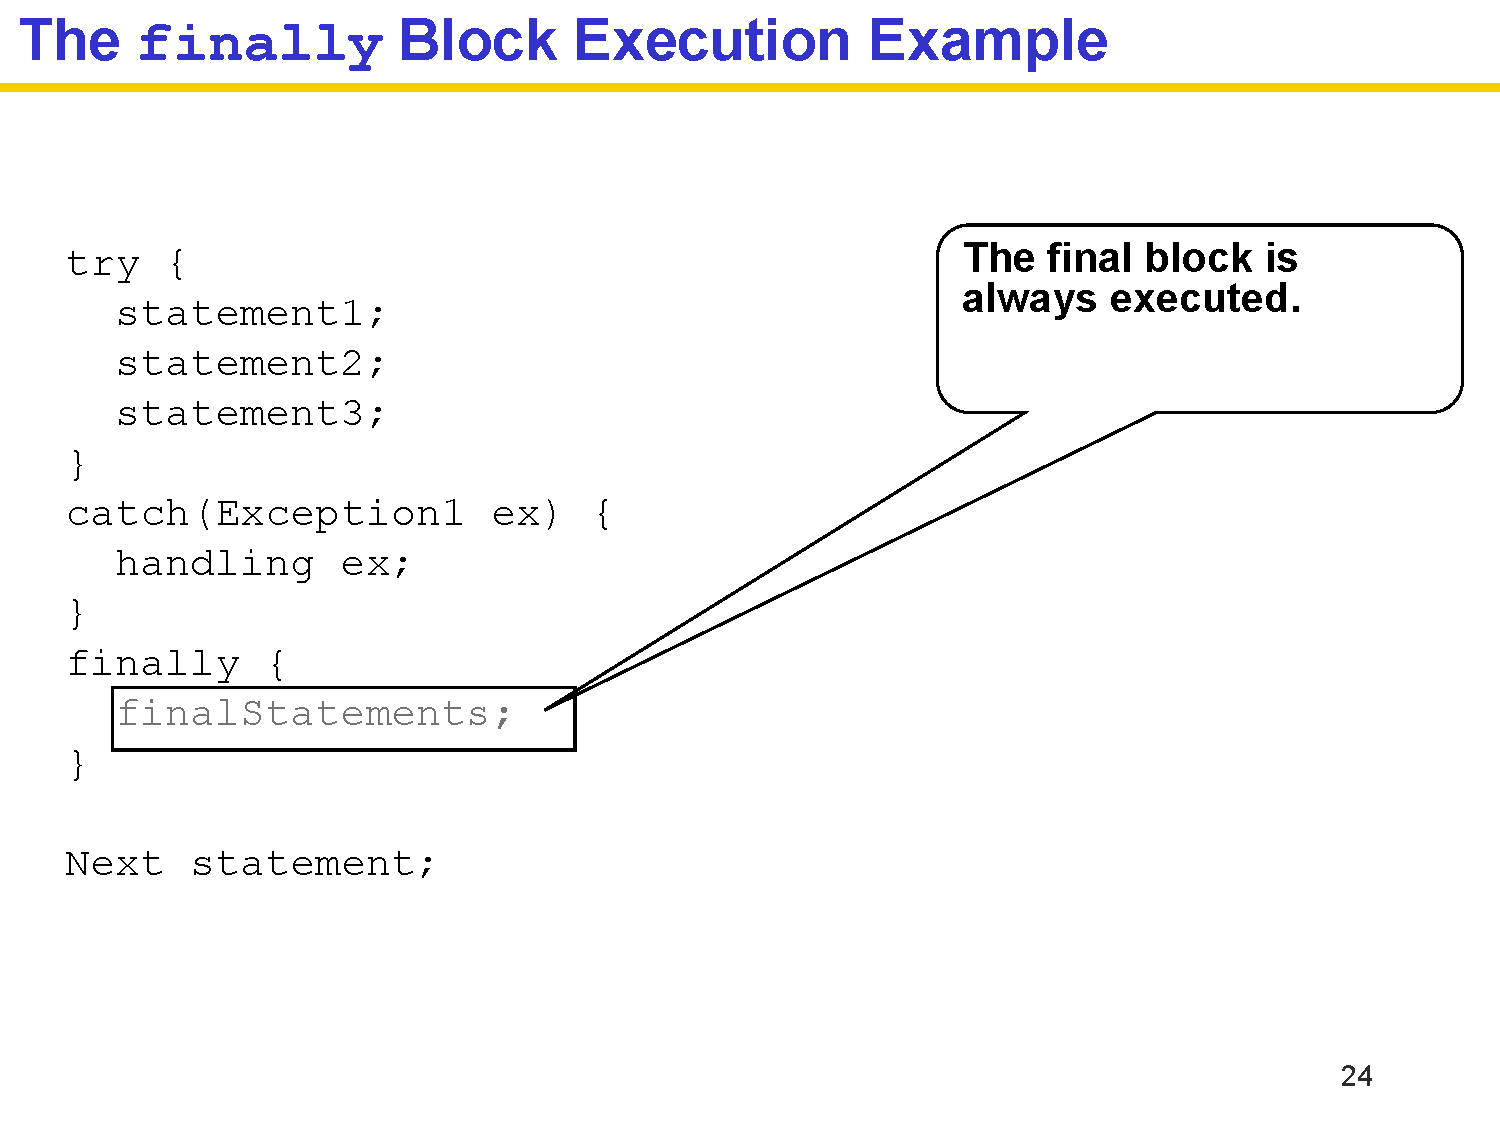 The finally Block Execution Example
try {
statement1;
statement2;
statement3;
}
catch(Exception1 ex) {
handling ex;
}
finally {
finalStatements;
}
Next statement;
The final block is
always executed.
24